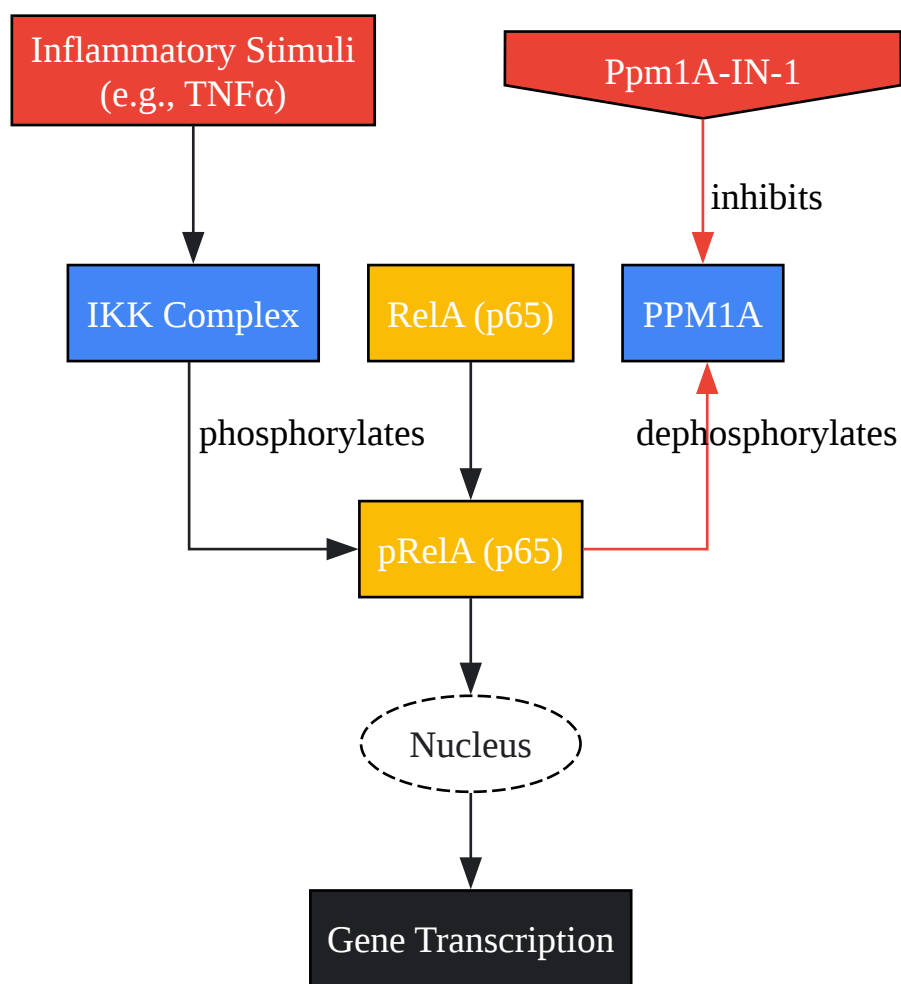 Inflammatory Stimuli
(e.g., TNFα)
Ppm1A-IN-1
inhibits
IKK Complex
RelA (p65)
PPM1A
phosphorylates
dephosphorylates
pRelA (p65)
Nucleus
Gene Transcription